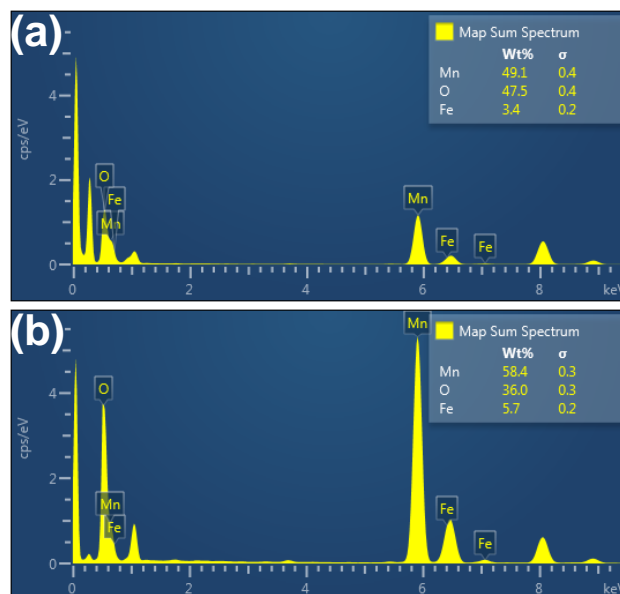 (a)
Map Sum Spectrum
Wt% σ
Mn 49.1 0.4
O 47.5 0.4
Fe 3.4 0.2
cps/eV
4
2
0
O
Fe
Mn
Mn
Fe
Fe
0 2 4 6 8 keV
(b)
Map Sum Spectrum
Wt% σ
Mn 58.4 0.3
O 36.0 0.3
Fe 5.7 0.2
cps/eV
4
2
0
Mn
O
Mn
Fe
Fe
Fe
0 2 4 6 8 keV